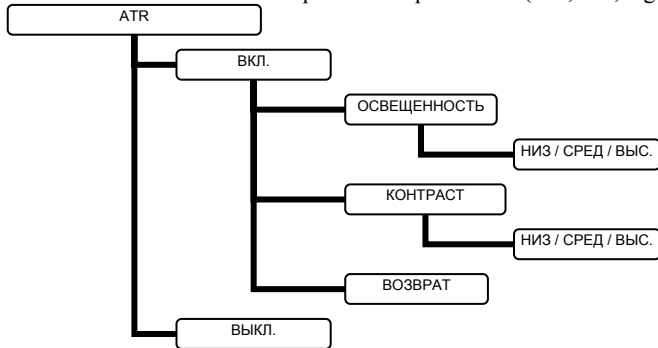 ATR
ВКЛ.
ОСВЕЩЕННОСТЬ
НИЗ / СРЕД / ВЫС.
КОНТРАСТ
НИЗ / СРЕД / ВЫС.
ВОЗВРАТ
ВЫКЛ.